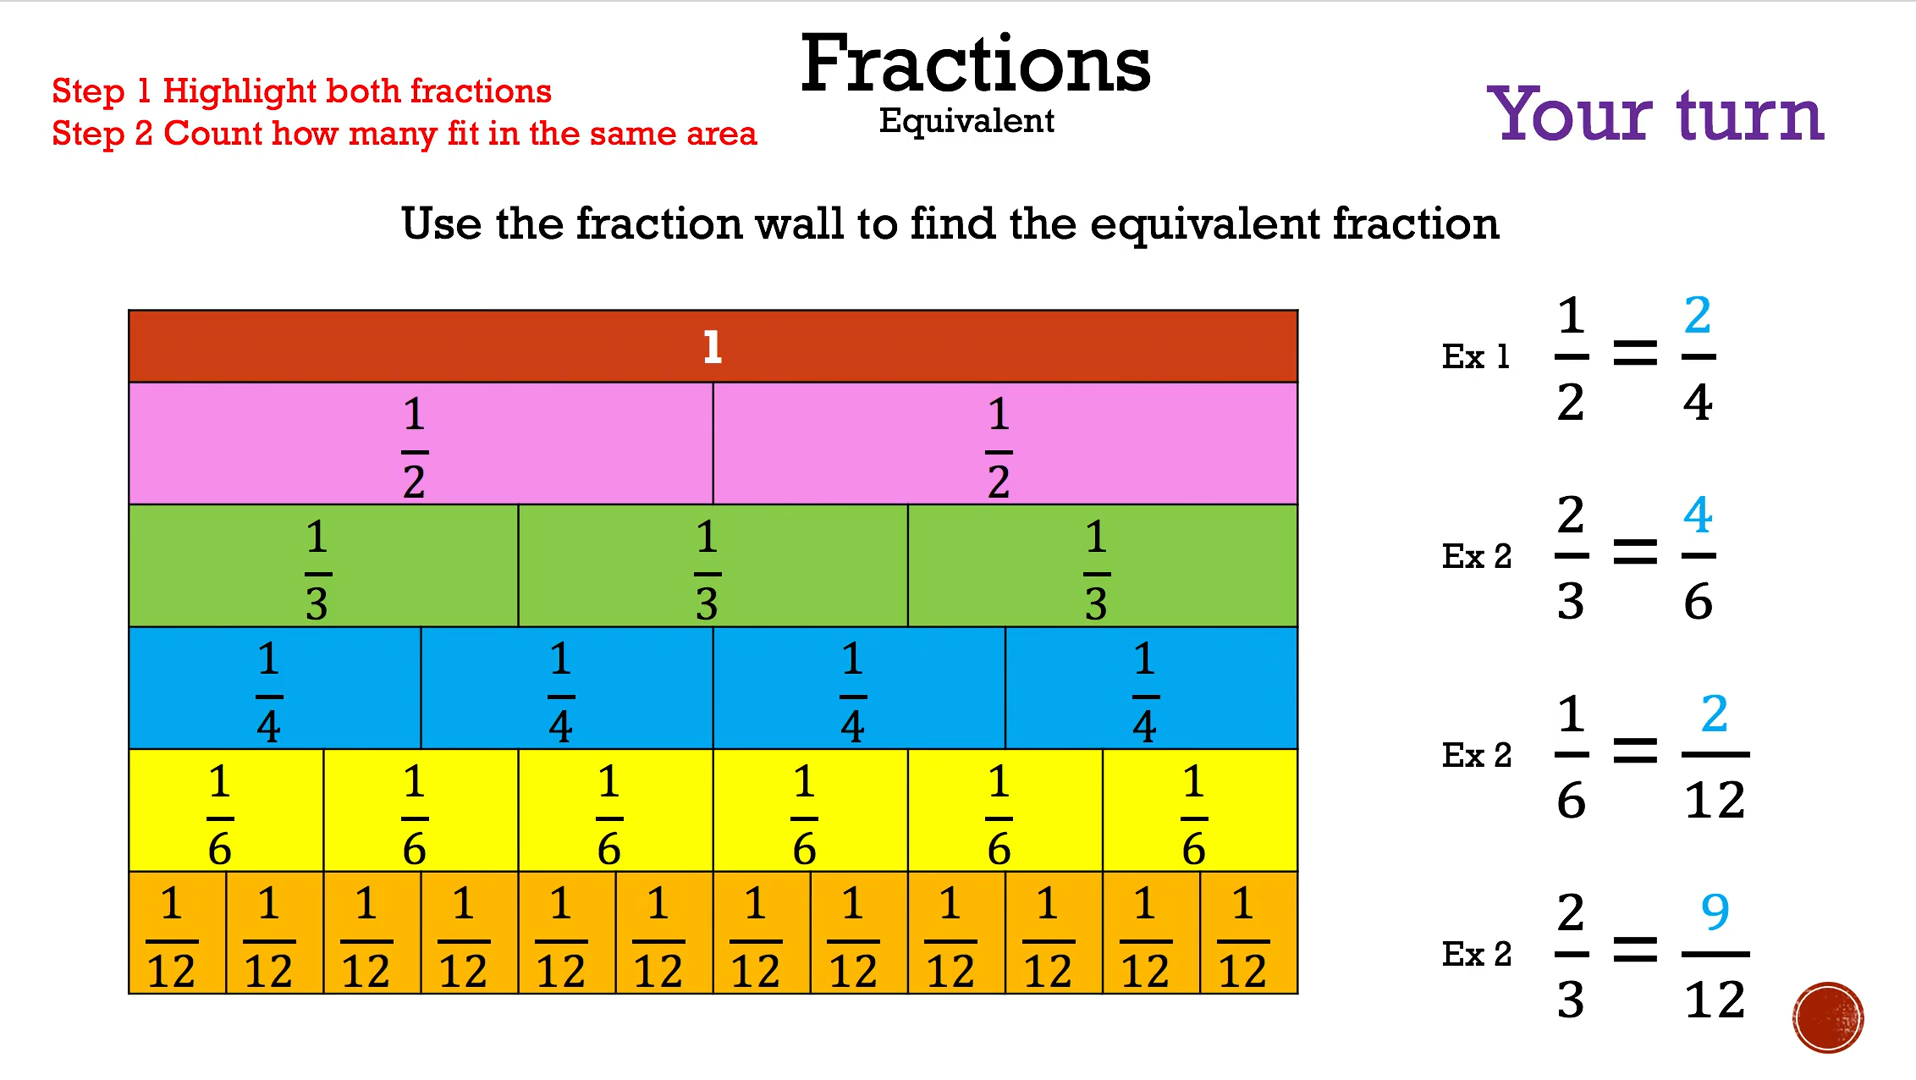 Fractions
Equivalent
Step 1 Highlight both fractions
Step 2 Count how many fit in the same area
Your turn
Use the fraction wall to find the equivalent fraction
1
1/2 1/2
1/3 1/3 1/3
1/4 1/4 1/4 1/4
1/6 1/6 1/6 1/6 1/6 1/6
1/12 1/12 1/12 1/12 1/12 1/12 1/12 1/12 1/12 1/12 1/12 1/12
Ex 1 1/2 = 2/4
Ex 2 2/3 = 4/6
Ex 2 1/6 = 2/12
Ex 2 2/3 = 9/12